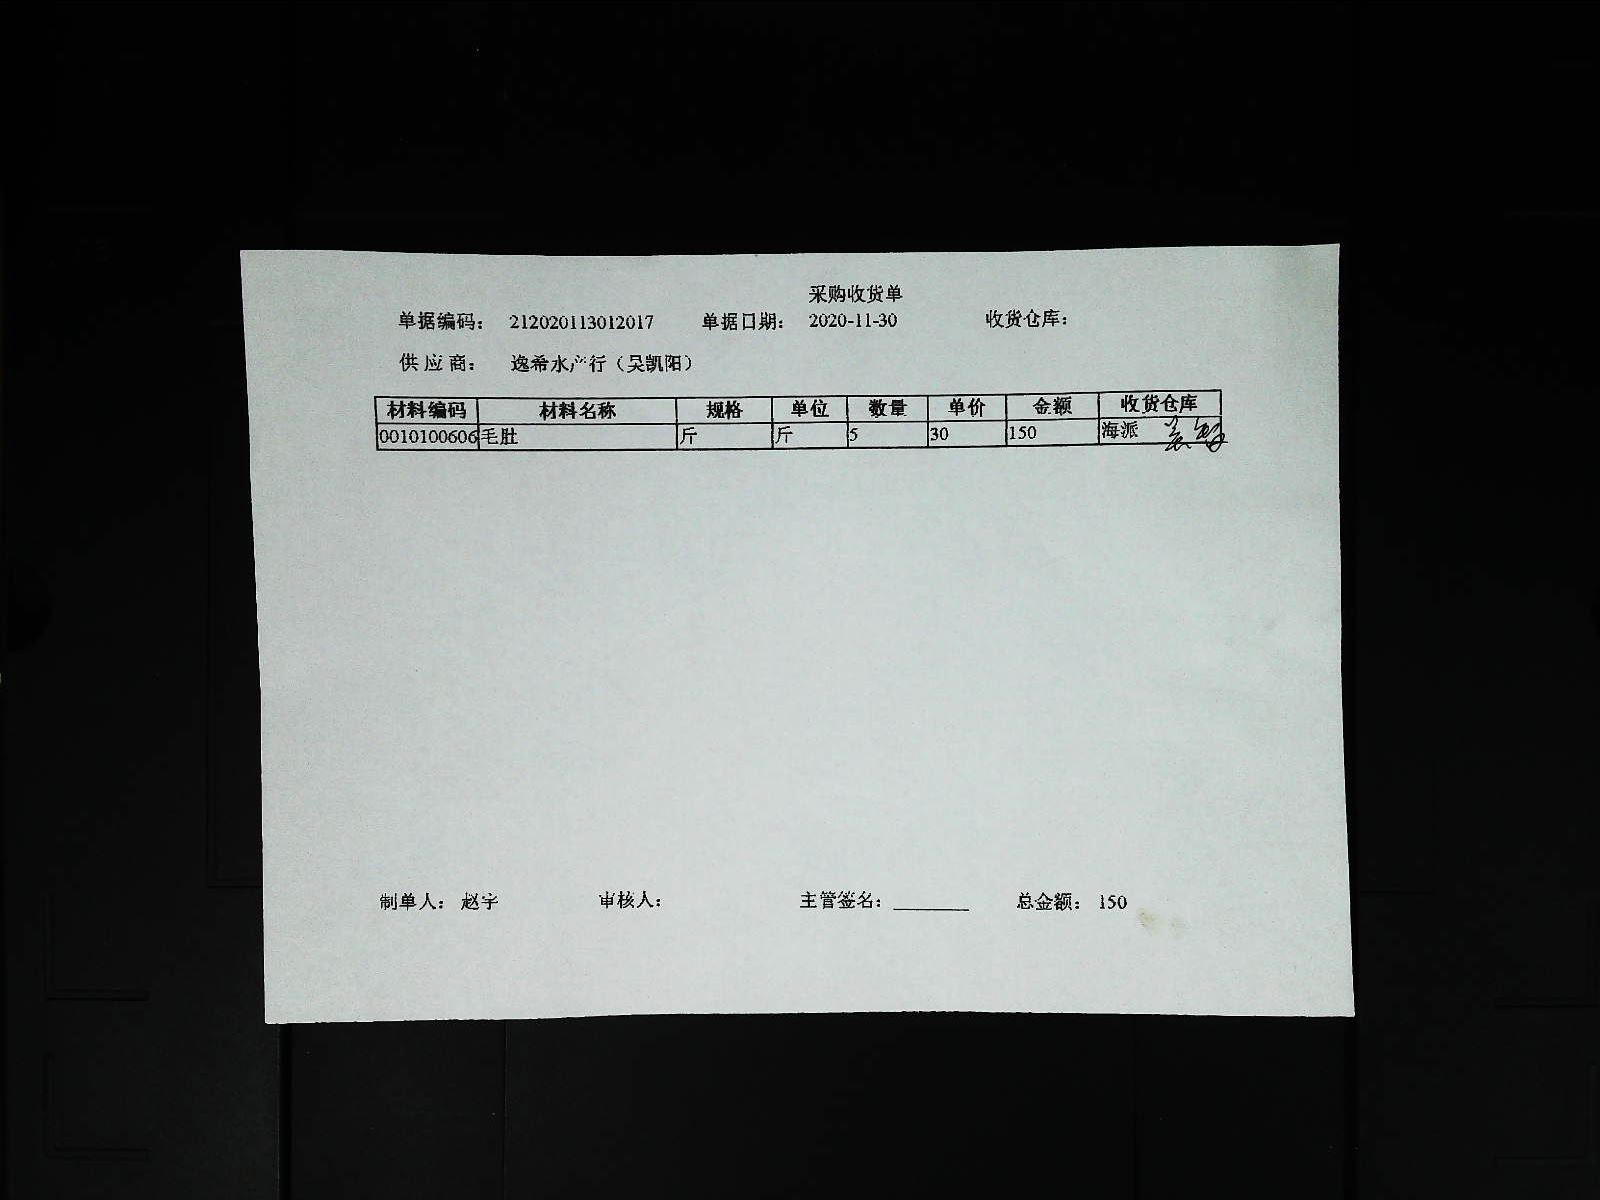 采购收货单
单据编码： 212020113012017 单据日期： 2020-11-30 收货仓库：
供 应 商： 逸希水产行（吴凯阳）
材料编码 材料名称 规格 单位 数量 单价 金额 收货仓库
0010100606 毛肚 斤 斤 5 30 150 海派
制单人： 赵宇 审核人： 主管签名：________ 总金额： 150